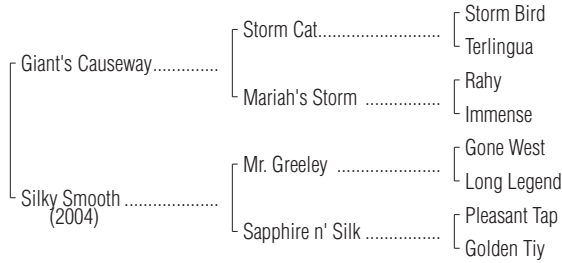 Storm Bird
Storm Cat..............................
Terlingua
Giant's Causeway..............
Rahy
Mariah's Storm ..................
Immense
Gone West
Mr. Greeley .........................
Long Legend
Silky Smooth ....................
(2004)
Pleasant Tap
Sapphire n' Silk ..................
Golden Tiy